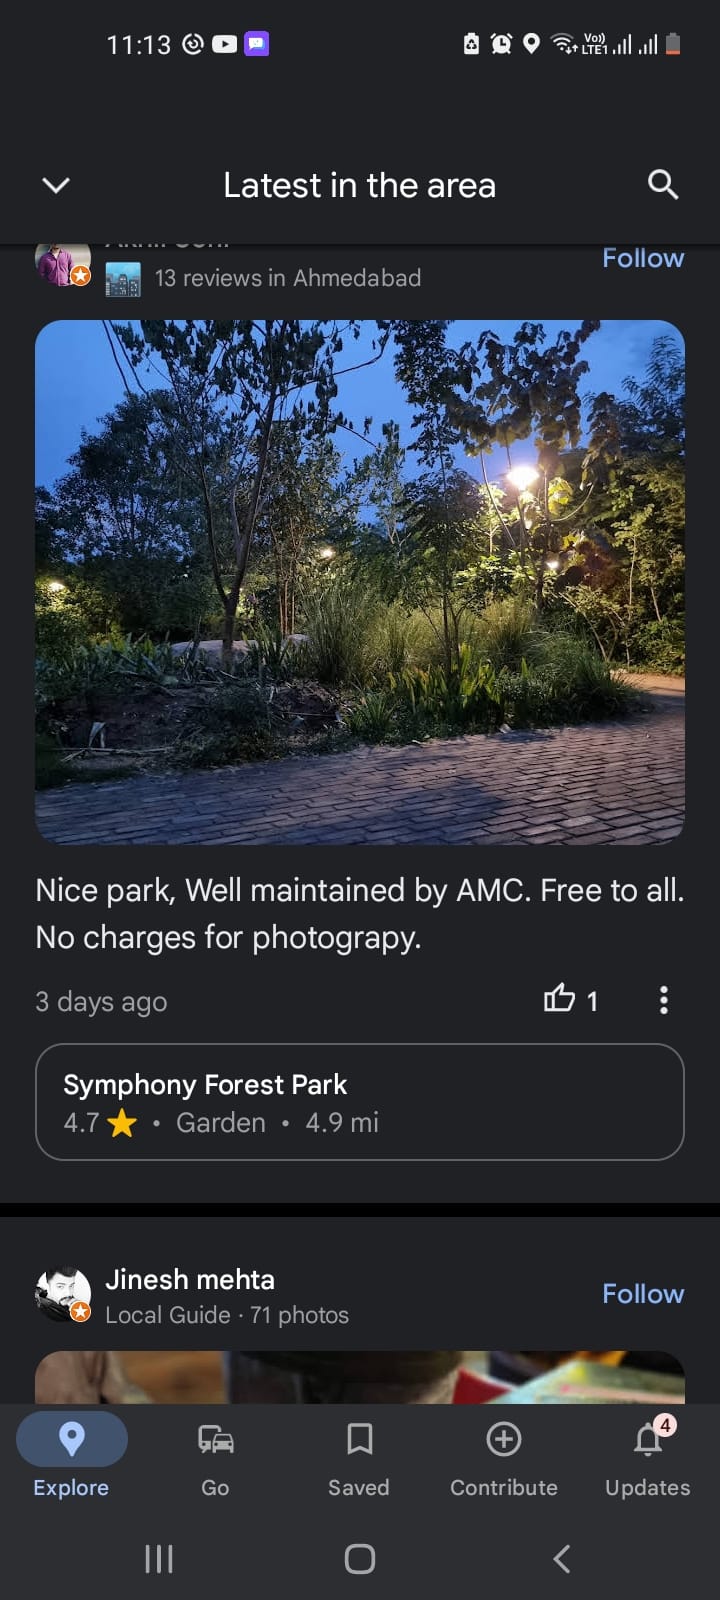 11:13
Vo))
LTE1
Latest in the area
Follow
13 reviews in Ahmedabad
Nice park, Well maintained by AMC. Free to all.
No charges for photograpy.
3 days ago
1
Symphony Forest Park
4.7 ★ • Garden • 4.9 mi
Jinesh mehta
Follow
Local Guide · 71 photos
4
Explore
Go
Saved
Contribute
Updates